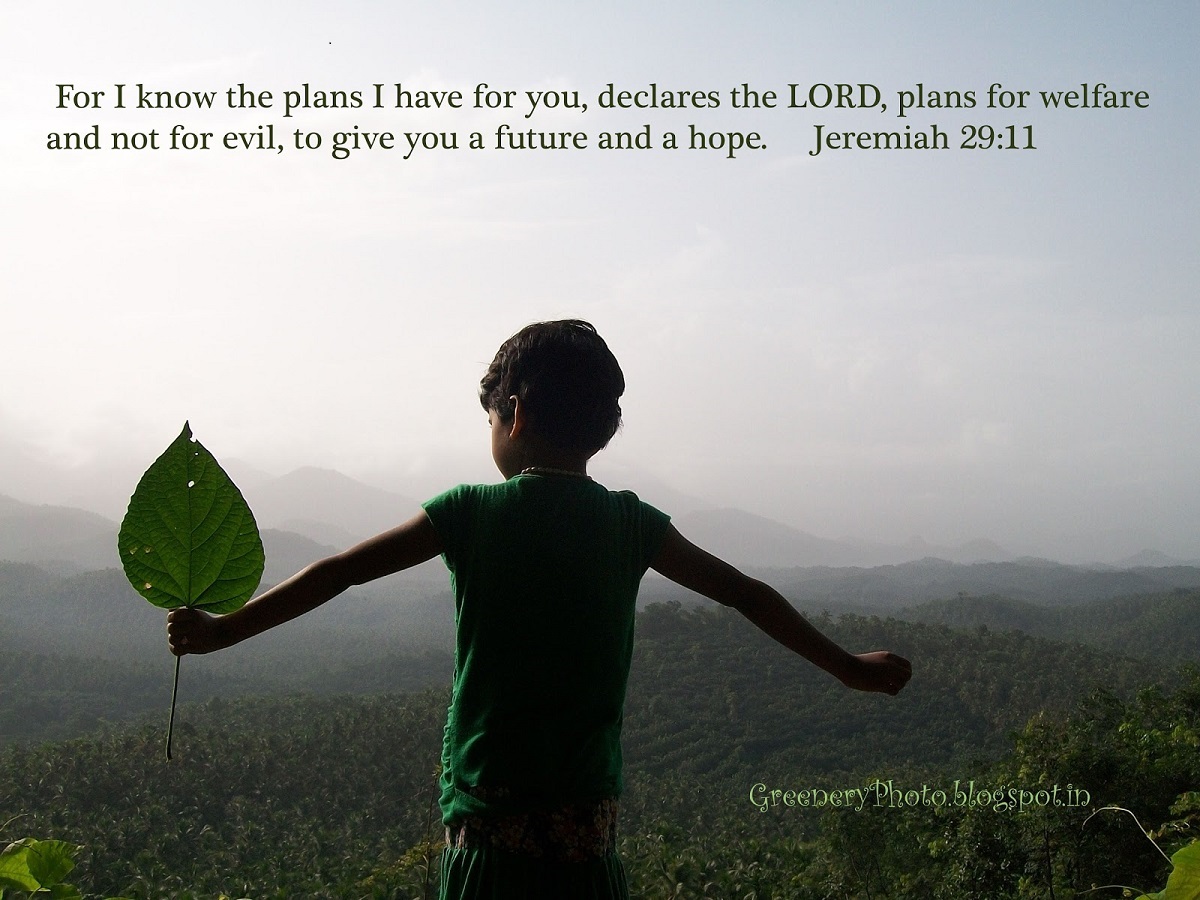 For I know the plans I have for you, declares the LORD, plans for welfare
and not for evil, to give you a future and a hope. Jeremiah 29:11
GreeneryPhoto.blogspot.in